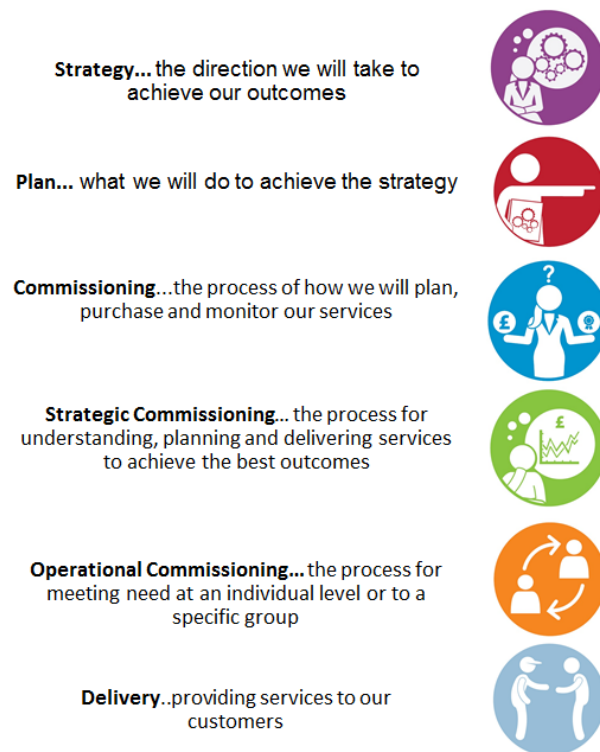 Strategy... the direction we will take to
achieve our outcomes
Plan... what we will do to achieve the strategy
Commissioning...the process of how we will plan,
purchase and monitor our services
?
£
Strategic Commissioning... the process for
understanding, planning and delivering services
to achieve the best outcomes
£
Operational Commissioning...the process for
meeting need at an individual level or to a
specific group
Delivery..providing services to our
customers